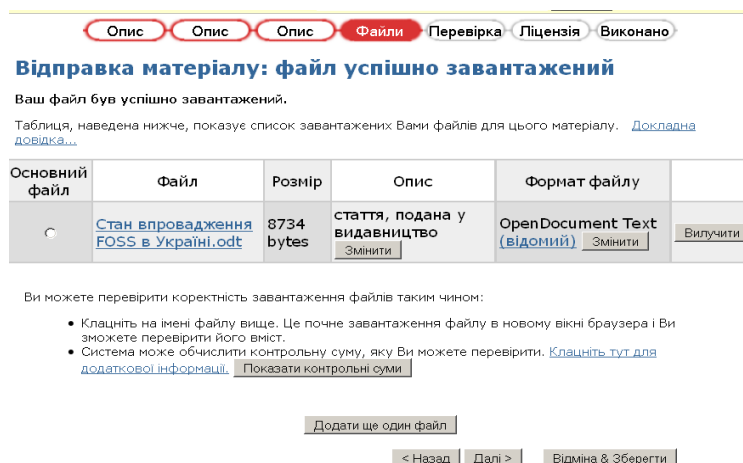 Опис Опис Опис Файли Перевірка Ліцензія Виконано
Відправка матеріалу: файл успішно завантажений
Ваш файл був успішно завантажений.
Таблиця, наведена нижче, показує список завантажених Вами файлів для цього матеріалу. Докладна
довідка...
Основний файл Файл Розмір Опис Формат файлу
Стан впровадження FOSS в Україні.odt 8734 bytes стаття, подана у видавництво Змінити OpenDocument Text (відомий) Змінити Вилучити
Ви можете перевірити коректність завантаження файлів таким чином:
• Клацніть на імені файлу вище. Це почне завантаження файлу в новому вікні браузера і Ви
зможете перевірити його вміст.
• Система може обчислити контрольну суму, яку Ви можете перевірити. Клацніть тут для
додаткової інформації. Показати контрольні суми
Додати ще один файл
< Назад Далі > Відміна & Зберегти